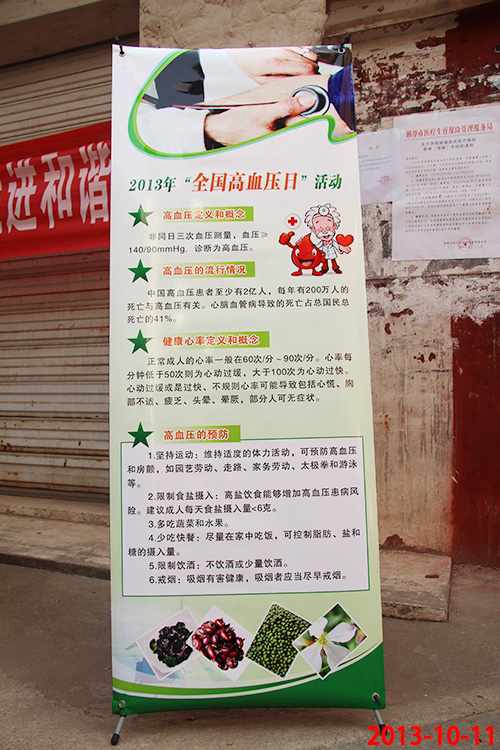 2013年“全国高血压日”活动
高血压定义和概念
非同日三次血压测量，血压≥
140/90mmHg，诊断为高血压。
高血压的流行情况
中国高血压患者至少有2亿人，每年有200万人的
死亡与高血压有关。心脑血管病导致的死亡占总国民总
死亡的41%。
健康心率定义和概念
正常成人的心率一般在60次/分～90次/分。心率每
分钟低于50次则为心动过缓，大于100次为心动过快。
心动过缓或是过快、不规则心率可能导致包括心慌、胸
部不适、疲乏、头晕、晕厥，部分人可无症状。
高血压的预防
1.坚持运动：维持适度的体力活动，可预防高血压
和房颤，如园艺劳动、走路、家务劳动、太极拳和游泳
等。
2.限制食盐摄入：高盐饮食能够增加高血压患病风
险。建议成人每天食盐摄入量<6克。
3.多吃蔬菜和水果。
4.少吃快餐：尽量在家中吃饭，可控制脂肪、盐和
糖的摄入量。
5.限制饮酒：不饮酒或少量饮酒。
6.戒烟：吸烟有害健康，吸烟者应当尽早戒烟。
进和谐
湘潭市医疗生育保险管理服务局
2013-10-11